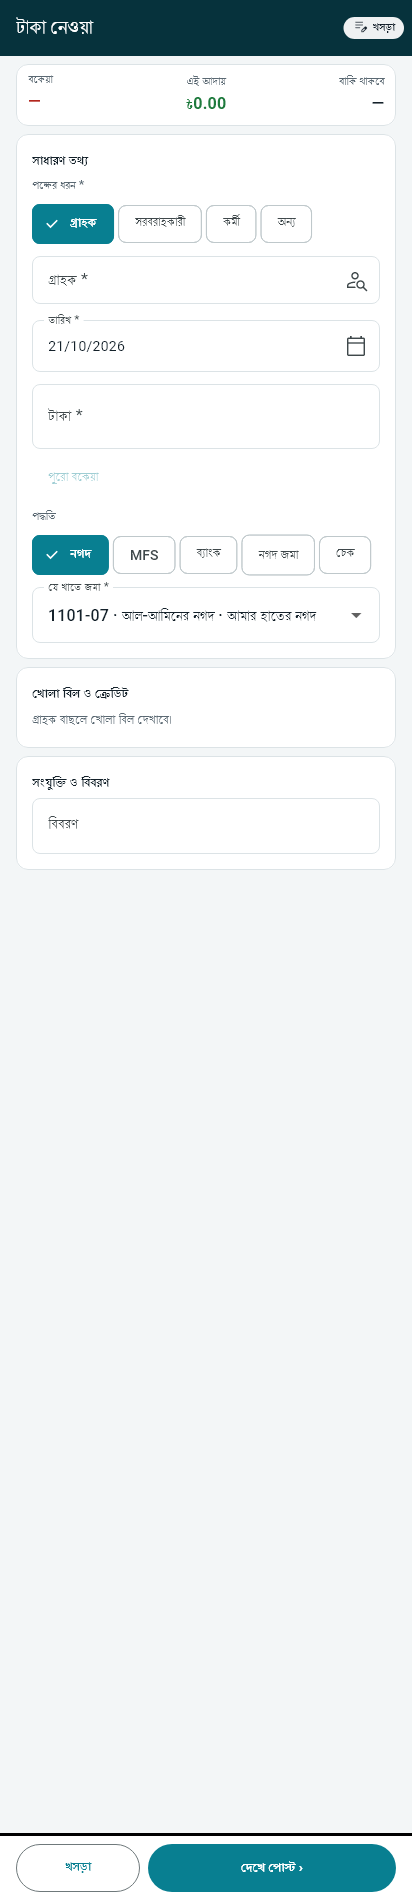 টাকা নেওয়া
খসড়া
বকেয়া
এই আদায়
বাকি থাকবে
—
৳0.00
—
সাধারণ তথ্য
পক্ষের ধরন *
গ্রাহক
সরবরাহকারী
কর্মী
অন্য
গ্রাহক *
তারিখ *
21/10/2026
টাকা *
পুরো বকেয়া
পদ্ধতি
নগদ
MFS
ব্যাংক
নগদ জমা
চেক
যে খাতে জমা *
1101-07 · আল-আমিনের নগদ · আমার হাতের নগদ
খোলা বিল ও ক্রেডিট
গ্রাহক বাছলে খোলা বিল দেখাবে।
সংযুক্তি ও বিবরণ
বিবরণ
খসড়া
দেখে পোস্ট ›